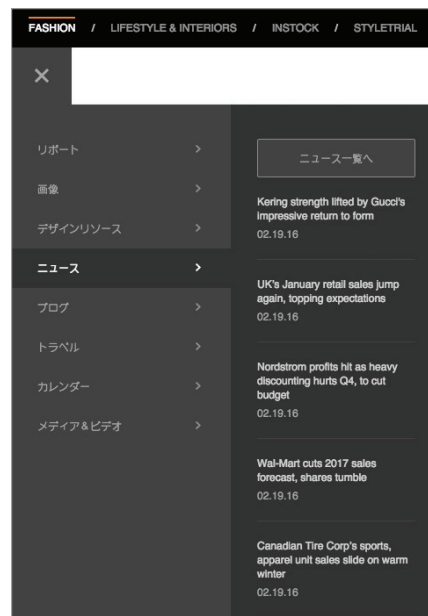 FASHION / LIFESTYLE & INTERIORS / INSTOCK / STYLETRIAL
×
リポート >
画像 >
デザインリソース >
ニュース >
ブログ >
トラベル >
カレンダー >
メディア&ビデオ >
ニュース一覧へ
Kering strength lifted by Gucci's
impressive return to form
02.19.16
UK's January retail sales jump
again, topping expectations
02.19.16
Nordstrom profits hit as heavy
discounting hurts Q4, to cut
budget
02.19.16
Wal-Mart cuts 2017 sales
forecast, shares tumble
02.19.16
Canadian Tire Corp's sports,
apparel unit sales slide on warm
winter
02.19.16